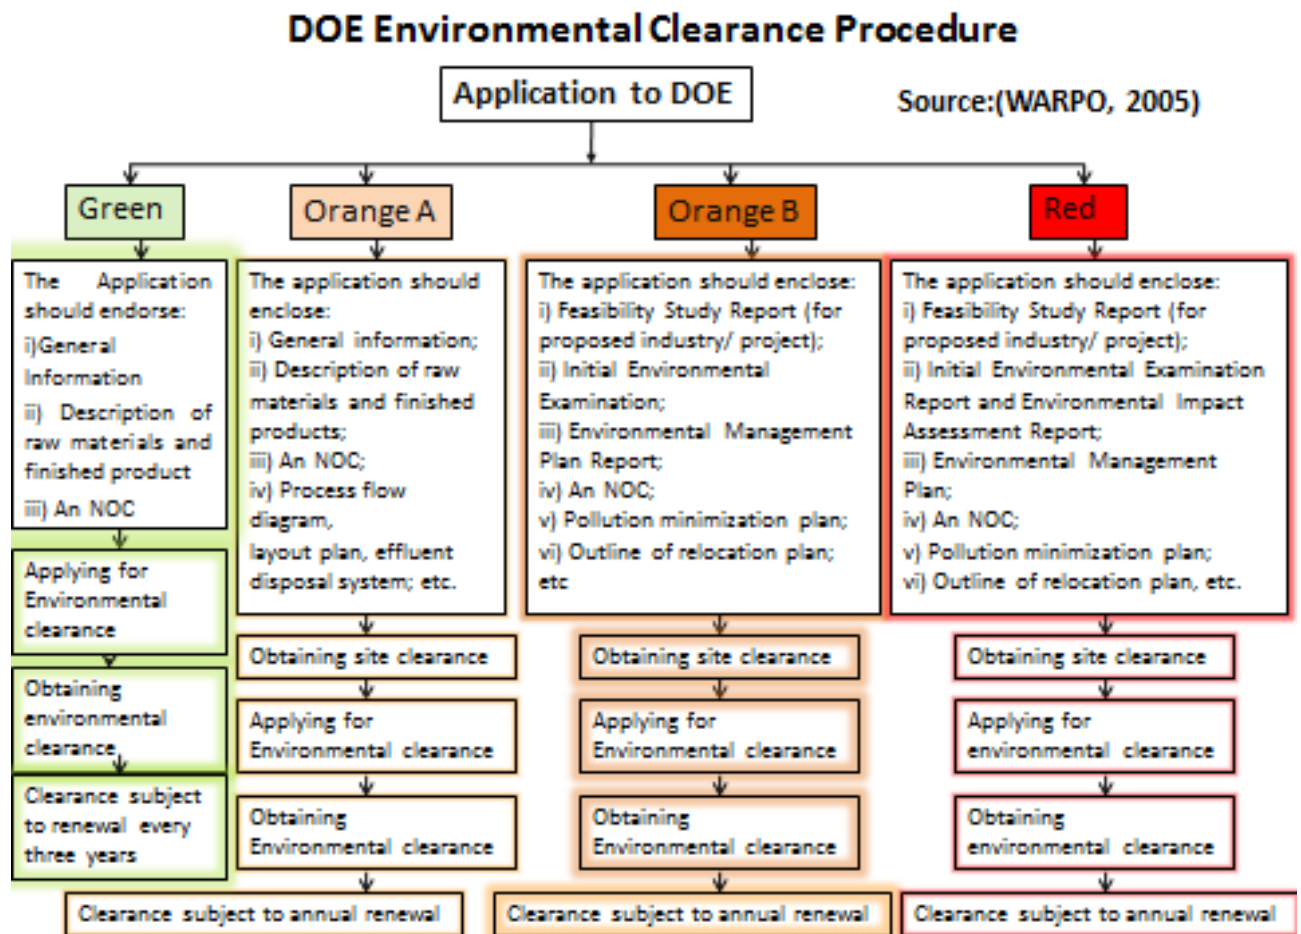 DOE Environmental Clearance Procedure
Application to DOE
Source:(WARPO, 2005)
Green
The Application
should endorse:
i)General
Information
ii) Description of
raw materials and
finished product
iii) An NOC
Applying for
Environmental
clearance
Obtaining
environmental
clearance
Clearance subject
to renewal every
three years
Orange A
The application should
enclose:
i) General information;
ii) Description of raw
materials and finished
products;
iii) An NOC;
iv) Process flow
diagram,
layout plan, effluent
disposal system; etc.
Obtaining site clearance
Applying for
Environmental clearance
Obtaining
Environmental clearance
Clearance subject to annual renewal
Orange B
The application should enclose:
i) Feasibility Study Report (for
proposed industry/ project);
ii) Initial Environmental
Examination;
iii) Environmental Management
Plan Report;
iv) An NOC;
v) Pollution minimization plan;
vi) Outline of relocation plan;
etc
Obtaining site clearance
Applying for
Environmental clearance
Obtaining
Environmental clearance
Clearance subject to annual renewal
Red
The application should enclose:
i) Feasibility Study Report (for
proposed industry/ project);
ii) Initial Environmental Examination
Report and Environmental Impact
Assessment Report;
iii) Environmental Management
Plan;
iv) An NOC;
v) Pollution minimization plan;
vi) Outline of relocation plan, etc.
Obtaining site clearance
Applying for
environmental clearance
Obtaining
environmental clearance
Clearance subject to annual renewal